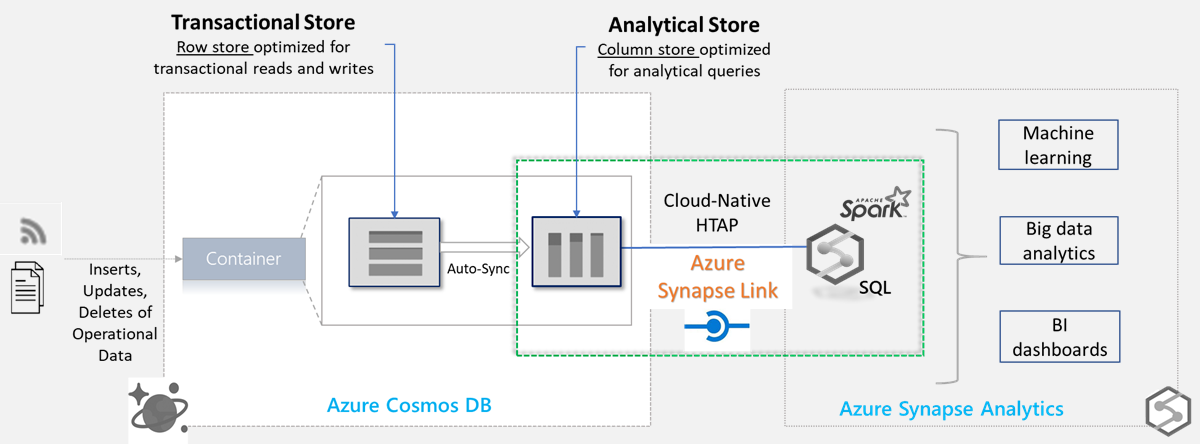 Transactional Store
Row store optimized for
transactional reads and writes
Analytical Store
Column store optimized
for analytical queries
Inserts,
Updates,
Deletes of
Operational
Data
Container
Auto-Sync
Cloud-Native
HTAP
Azure
Synapse Link
APACHE
Spark™
SQL
Machine
learning
Big data
analytics
BI
dashboards
Azure Cosmos DB
Azure Synapse Analytics